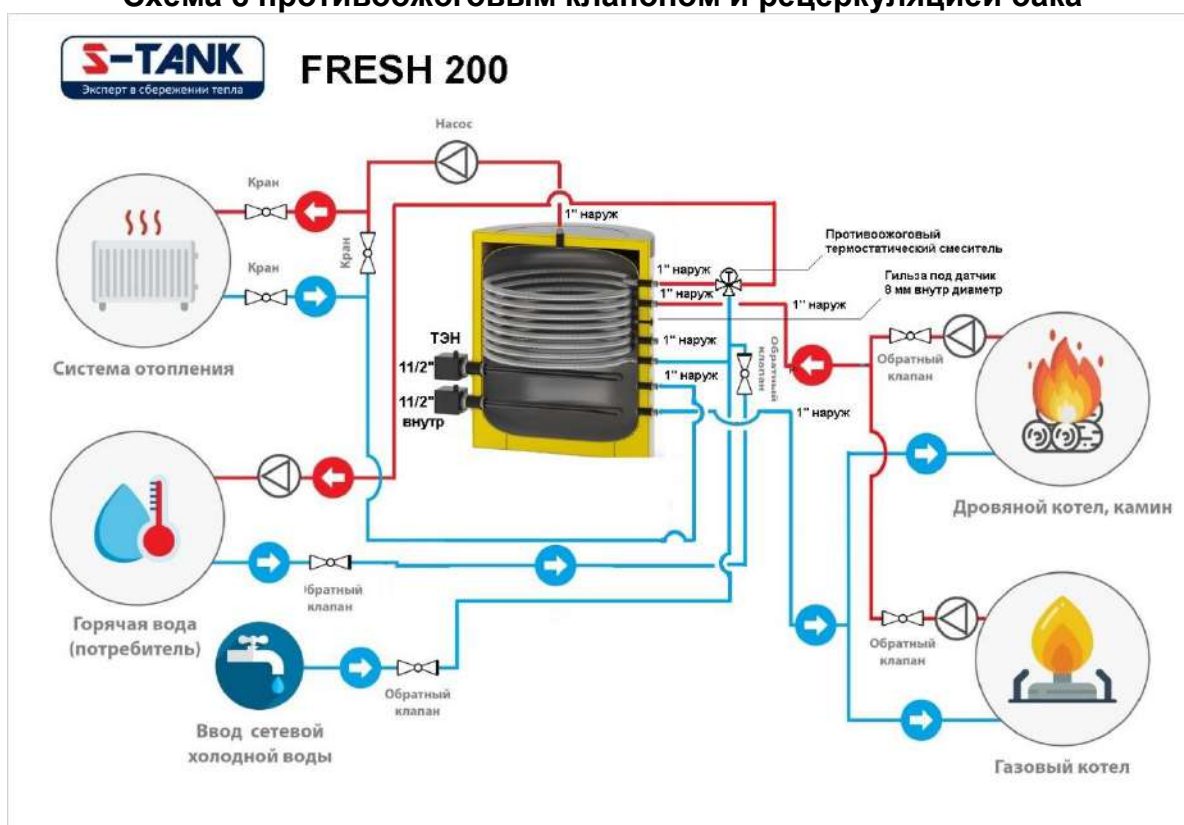 Схема с противоожоговым клапоном и рецеркуляцией бака
S-TANK
Эксперт в сбережении тепла
FRESH 200
Насос
Кран
Кран
Кран
Система отопления
1" наруж
Противоожоговый
термостатический смеситель
1" наруж
1" наруж
Гильза под датчик
8 мм внутр диаметр
1" наруж
1" наруж
Обратный
клопан
ТЭН
11/2"
1" наруж
11/2"
внутр
1" наруж
Обратный
клапан
Дровяной котел, камин
Обратный
клапан
Горячая вода
(потребитель)
Обратный
клапан
Обратный
клапан
Ввод сетевой
холодной воды
Газовый котел